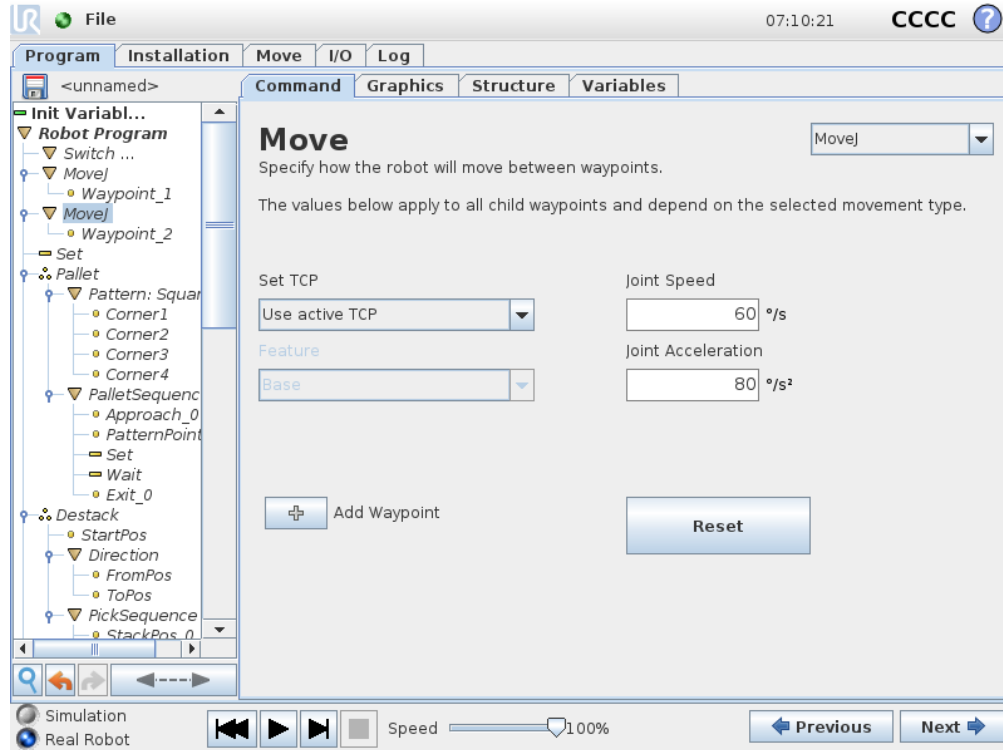 UR File 07:10:21 CCCC ?
Program Installation Move I/O Log
<unnamed>
Command Graphics Structure Variables
Init Variabl...
Robot Program
Switch ...
MoveJ
Waypoint_1
MoveJ
Waypoint_2
Set
Pallet
Pattern: Squar
Corner1
Corner2
Corner3
Corner4
PalletSequenc
Approach_0
PatternPoint
Set
Wait
Exit_0
Destack
StartPos
Direction
FromPos
ToPos
PickSequence
StackPos_0
Move
MoveJ
Specify how the robot will move between waypoints.
The values below apply to all child waypoints and depend on the selected movement type.
Set TCP
Use active TCP
Feature
Base
Joint Speed
60 °/s
Joint Acceleration
80 °/s²
Add Waypoint
Reset
Simulation
Real Robot
Speed 100%
Previous
Next